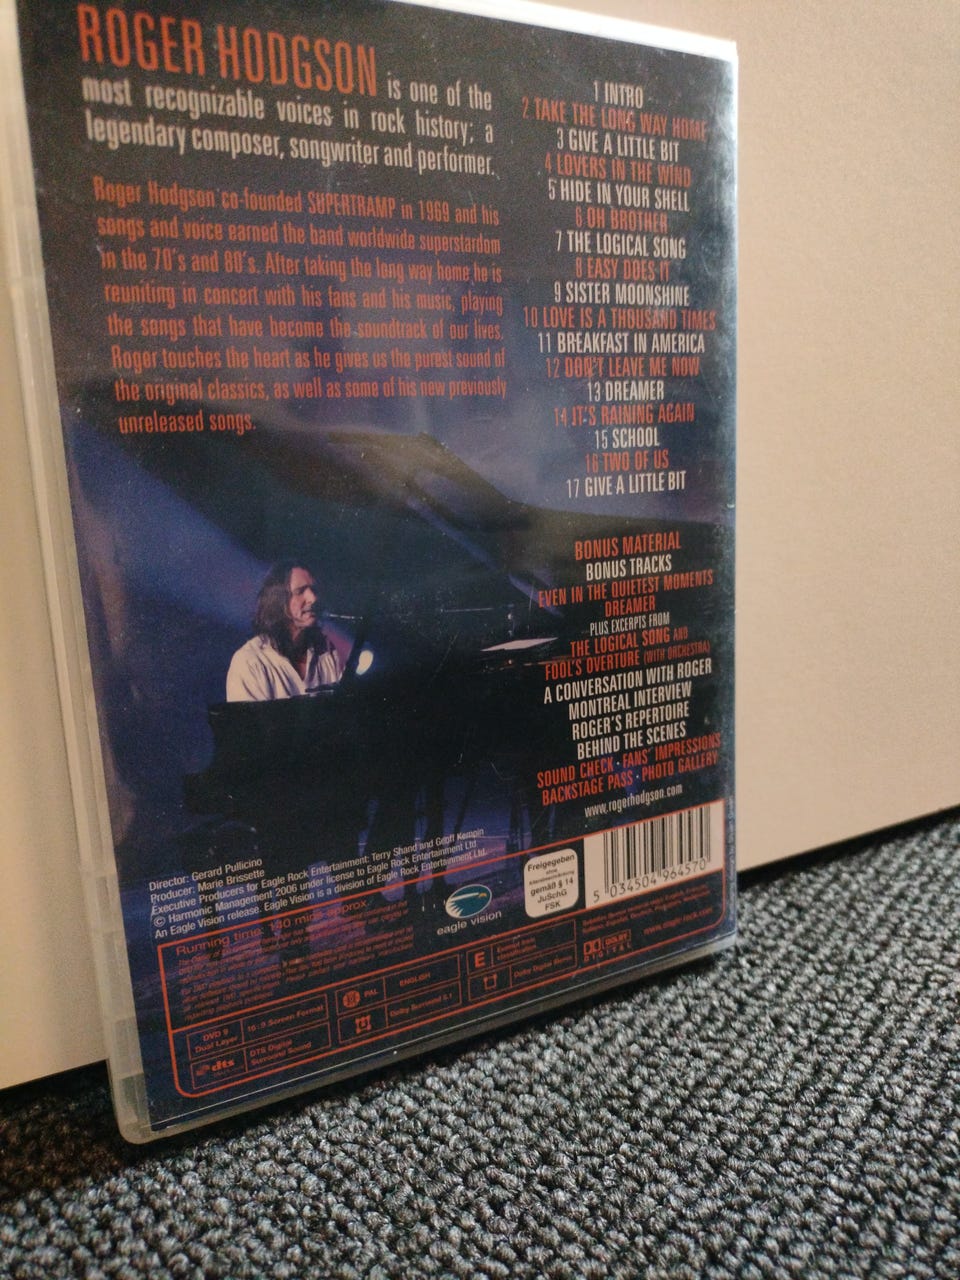 ROGER HODGSON is one of the
most recognizable voices in rock history; a
legendary composer, songwriter and performer.
Roger Hodgson co-founded SUPERTRAMP in 1969 and his
songs and voice earned the band worldwide superstardom
in the 70's and 80's. After taking the long way home he is
reuniting in concert with his fans and his music, playing
the songs that have become the soundtrack of our lives.
Roger touches the heart as he gives us the purest sound of
the original classics, as well as some of his new previously
unreleased songs.
1 INTRO
2 TAKE THE LONG WAY HOME
3 GIVE A LITTLE BIT
4 LOVERS IN THE WIND
5 HIDE IN YOUR SHELL
6 OH BROTHER
7 THE LOGICAL SONG
8 EASY DOES IT
9 SISTER MOONSHINE
10 LOVE IS A THOUSAND TIMES
11 BREAKFAST IN AMERICA
12 DON'T LEAVE ME NOW
13 DREAMER
14 IT'S RAINING AGAIN
15 SCHOOL
16 TWO OF US
17 GIVE A LITTLE BIT
BONUS MATERIAL
BONUS TRACKS
EVEN IN THE QUIETEST MOMENTS
DREAMER
...PLUS EXCERPTS FROM
THE LOGICAL SONG AND
FOOL'S OVERTURE (WITH ORCHESTRA)
A CONVERSATION WITH ROGER
MONTREAL INTERVIEW
ROGER'S REPERTOIRE
BEHIND THE SCENES
SOUND CHECK · FANS' IMPRESSIONS
BACKSTAGE PASS · PHOTO GALLERY
www.rogerhodgson.com
Director: Gerard Pullicino
Producer: Marie Brissette
Executive Producers for Eagle Rock Entertainment: Terry Shand and Geoff Kempin
© Harmonic Management 2006 under license to Eagle Rock Entertainment Ltd
An Eagle Vision release. Eagle Vision is a division of Eagle Rock Entertainment Ltd.
eagle vision
Freigegeben
ohne
Altersbeschränkung
gemäß § 14
JuSchG
FSK
5 034504 964570
Running time: 140 mins approx.
DVD 9
Dual Layer
16:9 Screen Format
PAL
ENGLISH
E
dts
DTS Digital
Surround Sound
Dolby Surround 5.1
Dolby Digital Stereo
DOLBY
DIGITAL
www.eagle-rock.com